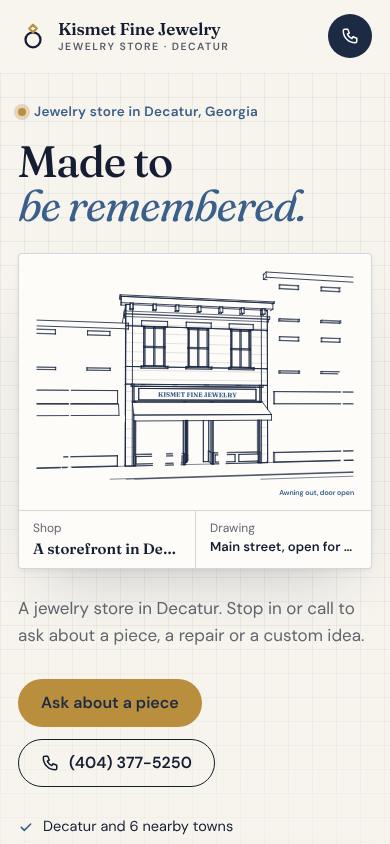 Kismet Fine Jewelry
JEWELRY STORE · DECATUR
Jewelry store in Decatur, Georgia
Made to
be remembered.
KISMET FINE JEWELRY
Awning out, door open
Shop
A storefront in De...
Drawing
Main street, open for ...
A jewelry store in Decatur. Stop in or call to
ask about a piece, a repair or a custom idea.
Ask about a piece
(404) 377-5250
Decatur and 6 nearby towns